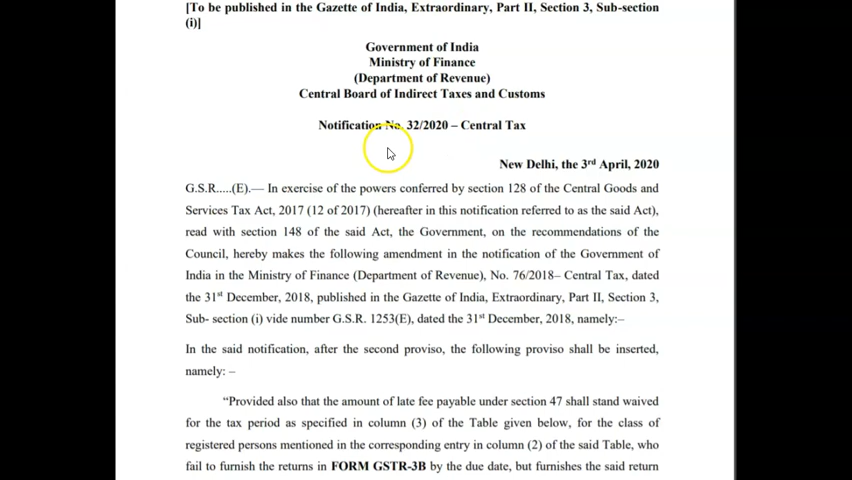 [To be published in the Gazette of India, Extraordinary, Part II, Section 3, Sub-section
(i)]
Government of India
Ministry of Finance
(Department of Revenue)
Central Board of Indirect Taxes and Customs
Notification No. 32/2020 – Central Tax
New Delhi, the 3rd April, 2020
G.S.R.....(E).— In exercise of the powers conferred by section 128 of the Central Goods and
Services Tax Act, 2017 (12 of 2017) (hereafter in this notification referred to as the said Act),
read with section 148 of the said Act, the Government, on the recommendations of the
Council, hereby makes the following amendment in the notification of the Government of
India in the Ministry of Finance (Department of Revenue), No. 76/2018– Central Tax, dated
the 31st December, 2018, published in the Gazette of India, Extraordinary, Part II, Section 3,
Sub- section (i) vide number G.S.R. 1253(E), dated the 31st December, 2018, namely:–
In the said notification, after the second proviso, the following proviso shall be inserted,
namely: –
“Provided also that the amount of late fee payable under section 47 shall stand waived
for the tax period as specified in column (3) of the Table given below, for the class of
registered persons mentioned in the corresponding entry in column (2) of the said Table, who
fail to furnish the returns in FORM GSTR-3B by the due date, but furnishes the said return